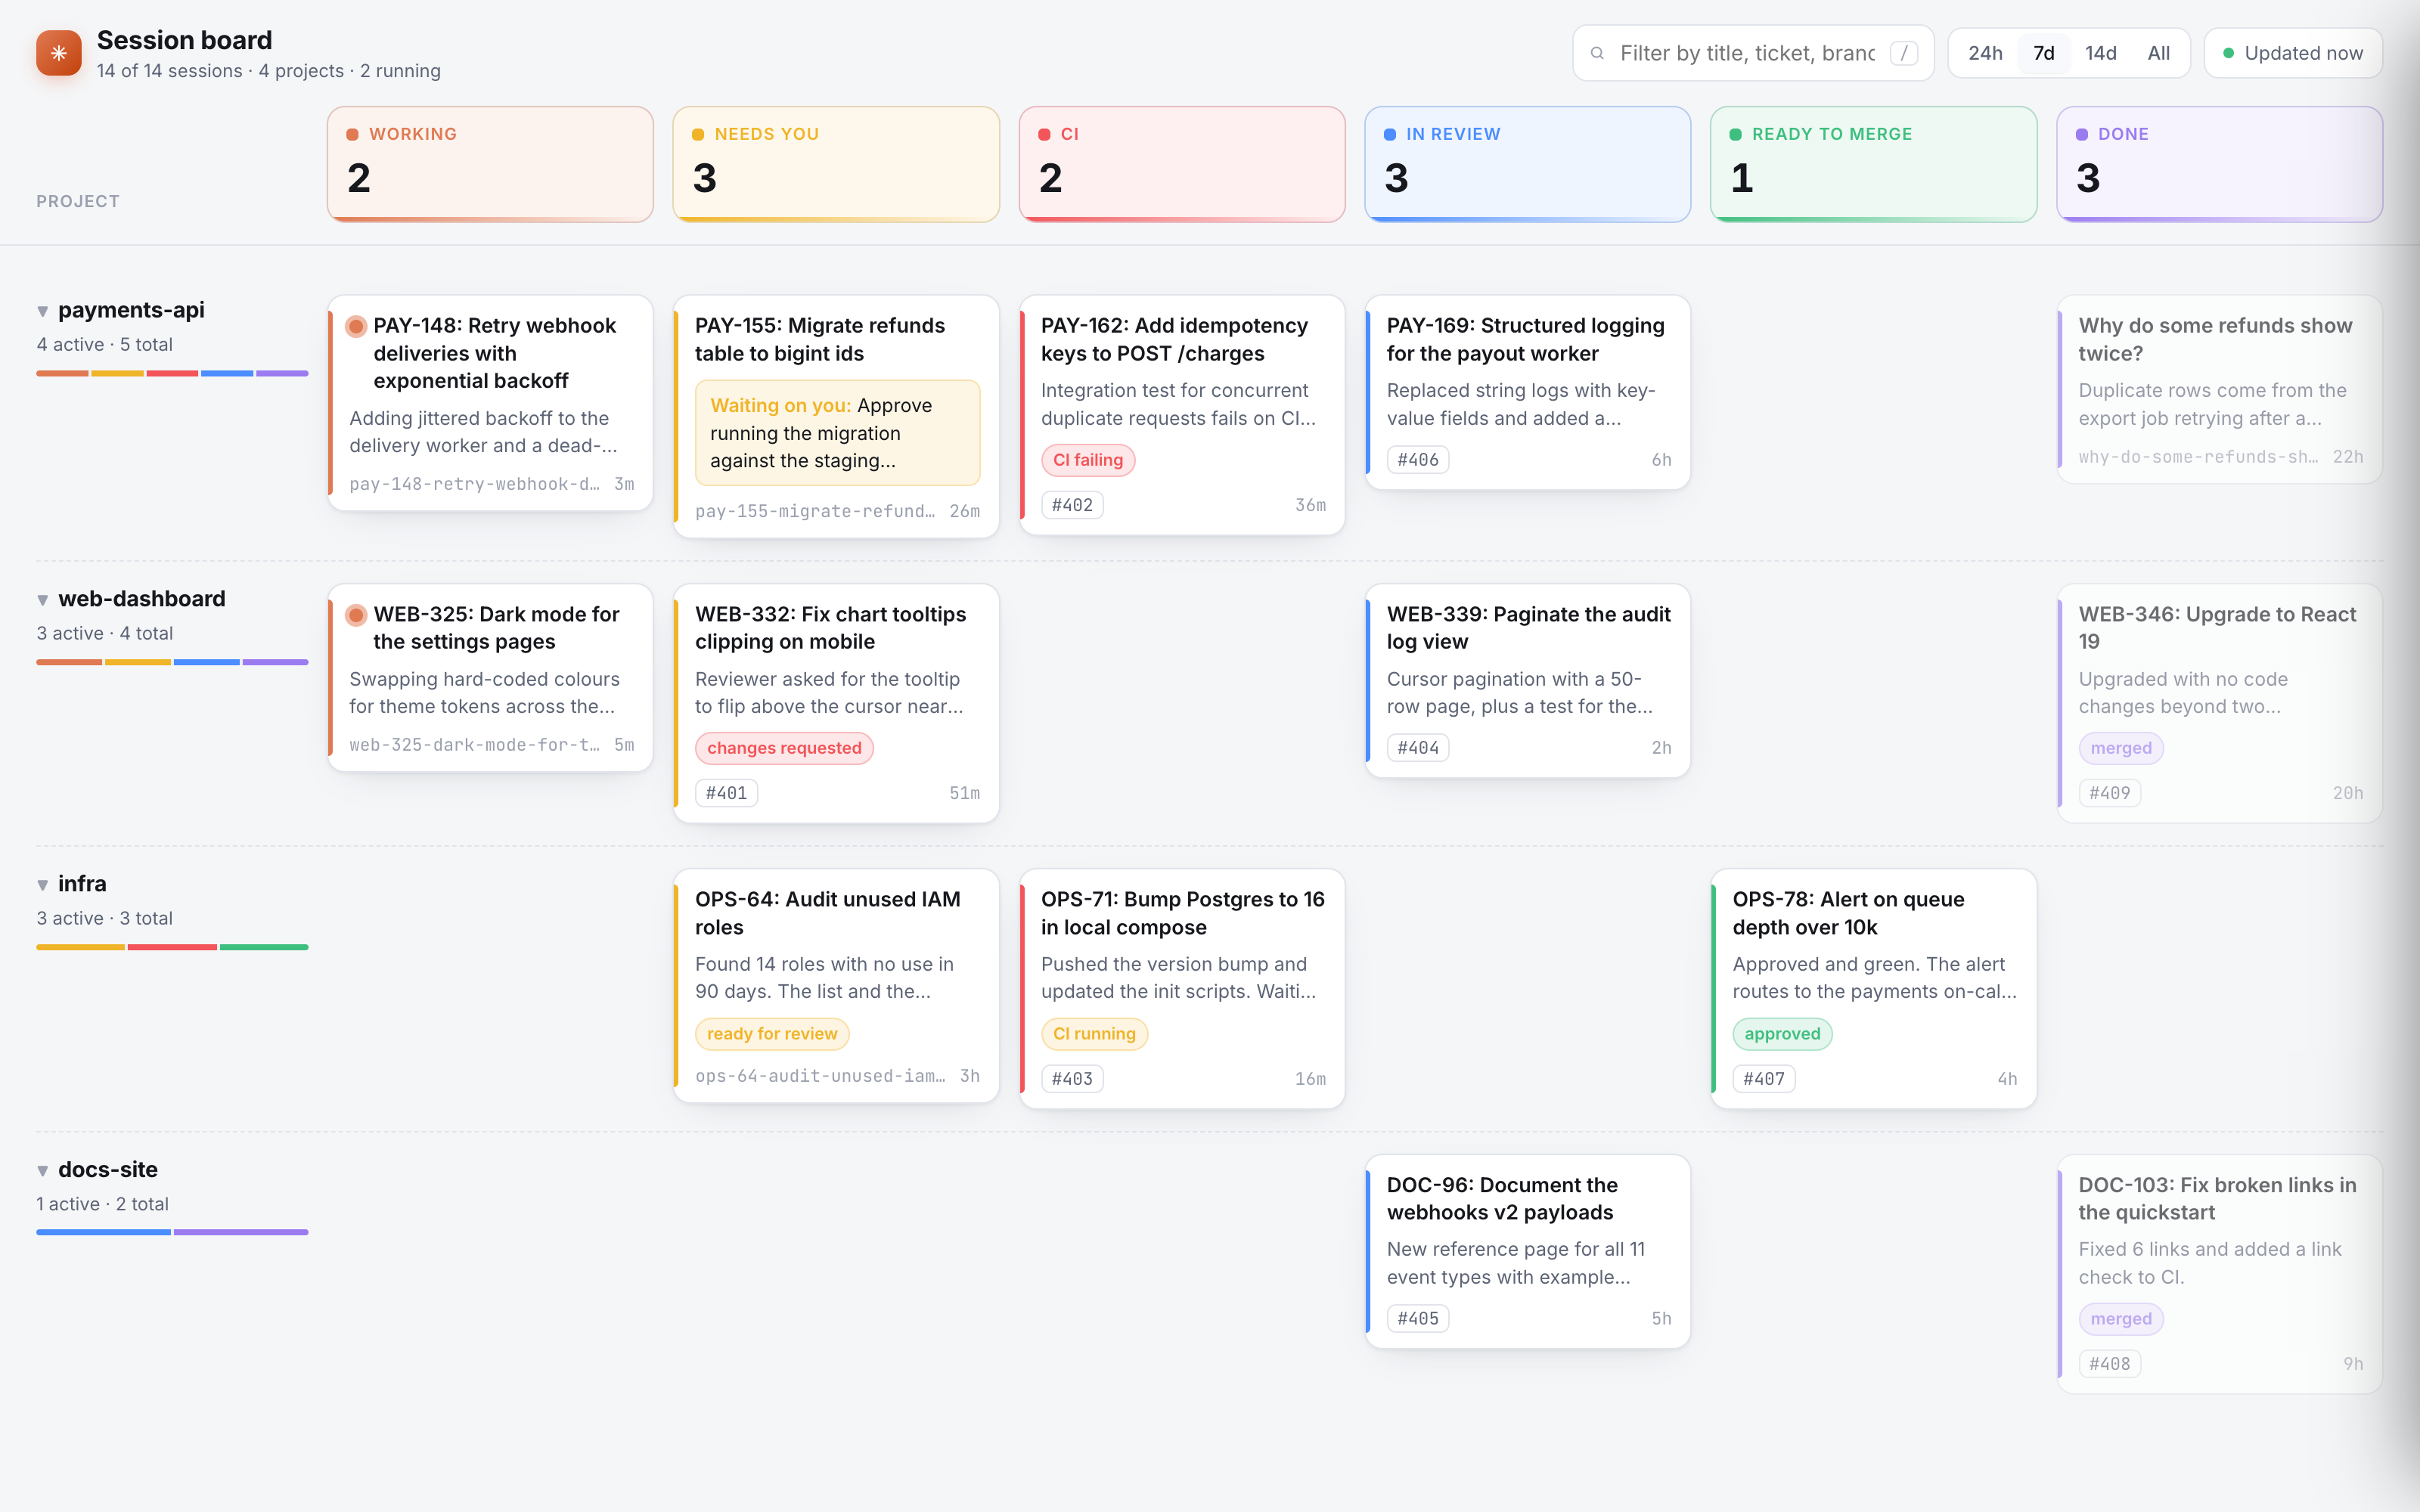 Session board
14 of 14 sessions · 4 projects · 2 running
Filter by title, ticket, branc
/
24h
7d
14d
All
Updated now
PROJECT
WORKING
2
NEEDS YOU
3
CI
2
IN REVIEW
3
READY TO MERGE
1
DONE
3
payments-api
4 active · 5 total
PAY-148: Retry webhook
deliveries with
exponential backoff
Adding jittered backoff to the
delivery worker and a dead-…
pay-148-retry-webhook-d… 3m
PAY-155: Migrate refunds
table to bigint ids
Waiting on you: Approve
running the migration
against the staging…
pay-155-migrate-refund… 26m
PAY-162: Add idempotency
keys to POST /charges
Integration test for concurrent
duplicate requests fails on CI…
CI failing
#402 36m
PAY-169: Structured logging
for the payout worker
Replaced string logs with key-
value fields and added a…
#406 6h
Why do some refunds show
twice?
Duplicate rows come from the
export job retrying after a…
why-do-some-refunds-sh… 22h
web-dashboard
3 active · 4 total
WEB-325: Dark mode for
the settings pages
Swapping hard-coded colours
for theme tokens across the…
web-325-dark-mode-for-t… 5m
WEB-332: Fix chart tooltips
clipping on mobile
Reviewer asked for the tooltip
to flip above the cursor near…
changes requested
#401 51m
WEB-339: Paginate the audit
log view
Cursor pagination with a 50-
row page, plus a test for the…
#404 2h
WEB-346: Upgrade to React
19
Upgraded with no code
changes beyond two…
merged
#409 20h
infra
3 active · 3 total
OPS-64: Audit unused IAM
roles
Found 14 roles with no use in
90 days. The list and the…
ready for review
ops-64-audit-unused-iam… 3h
OPS-71: Bump Postgres to 16
in local compose
Pushed the version bump and
updated the init scripts. Waiti…
CI running
#403 16m
OPS-78: Alert on queue
depth over 10k
Approved and green. The alert
routes to the payments on-cal…
approved
#407 4h
docs-site
1 active · 2 total
DOC-96: Document the
webhooks v2 payloads
New reference page for all 11
event types with example…
#405 5h
DOC-103: Fix broken links in
the quickstart
Fixed 6 links and added a link
check to CI.
merged
#408 9h